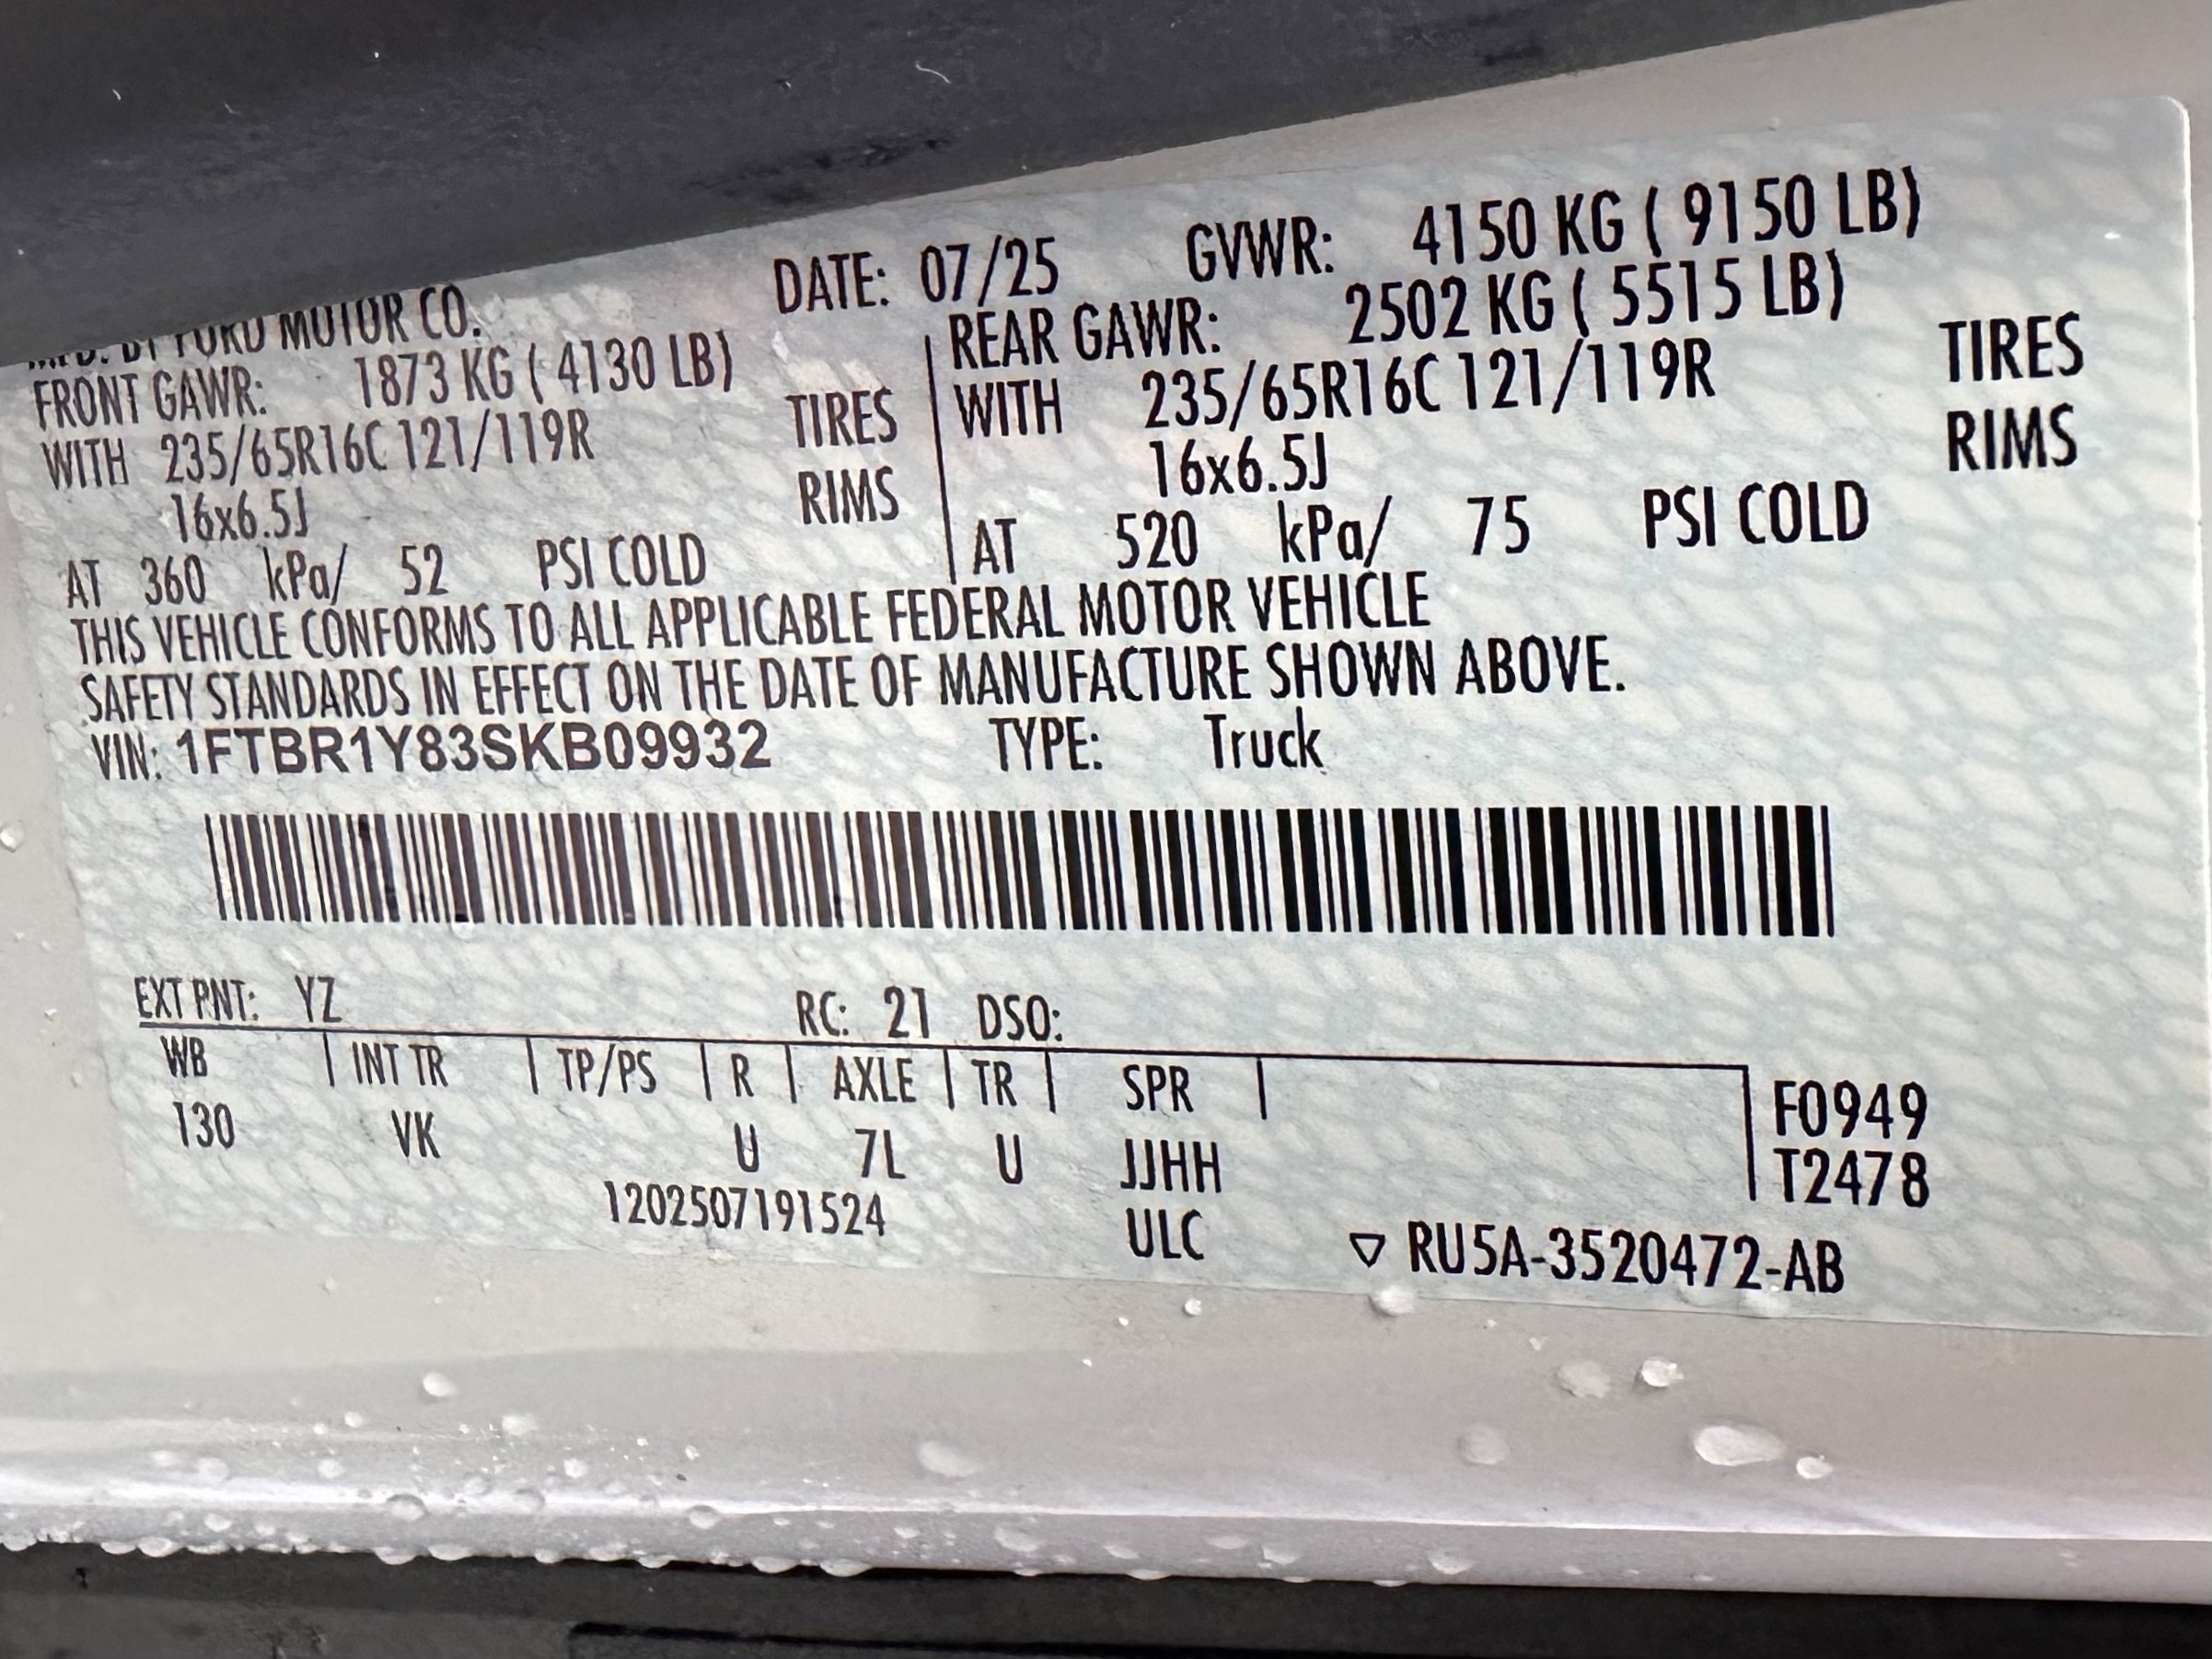 MFD. BY FORD MOTOR CO.
DATE: 07/25 GVWR: 4150 KG ( 9150 LB)
FRONT GAWR: 1873 KG ( 4130 LB)
WITH 235/65R16C 121/119R TIRES
16x6.5J RIMS
AT 360 kPa/ 52 PSI COLD
REAR GAWR: 2502 KG ( 5515 LB)
WITH 235/65R16C 121/119R TIRES
16x6.5J RIMS
AT 520 kPa/ 75 PSI COLD
THIS VEHICLE CONFORMS TO ALL APPLICABLE FEDERAL MOTOR VEHICLE
SAFETY STANDARDS IN EFFECT ON THE DATE OF MANUFACTURE SHOWN ABOVE.
VIN: 1FTBR1Y83SKB09932 TYPE: Truck
EXT PNT: YZ RC: 21 DSO:
WB | INT TR | TP/PS | R | AXLE | TR | SPR |
130 VK U 7L U JJHH
F0949
T2478
1202507191524 ULC ▽ RU5A-3520472-AB